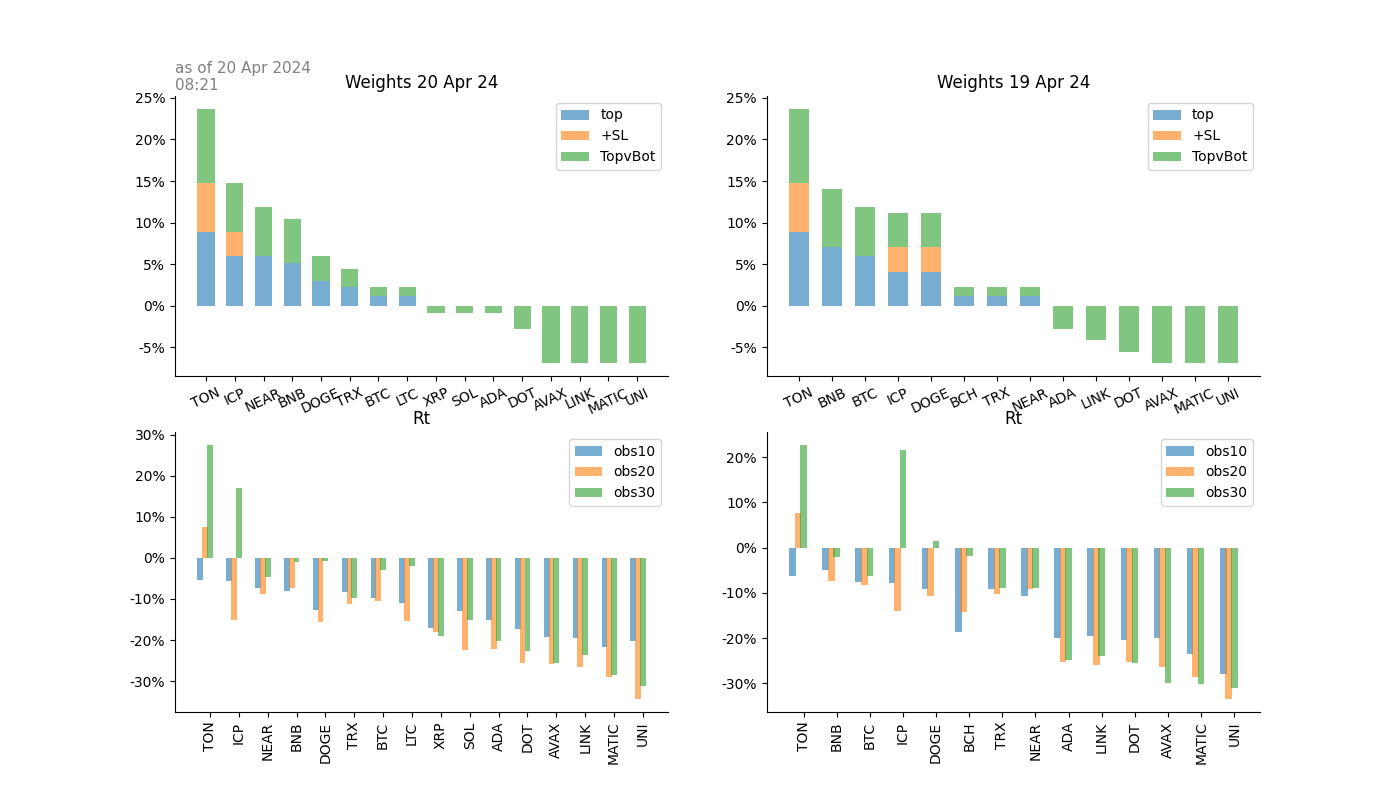 as of 20 Apr 2024
08:21
Weights 20 Apr 24
25%
20%
15%
10%
5%
0%
-5%
top
+SL
TopvBot
TON ICP NEAR BNB DOGE TRX BTC LTC XRP SOL ADA DOT AVAX LINK MATIC UNI
Weights 19 Apr 24
25%
20%
15%
10%
5%
0%
-5%
top
+SL
TopvBot
TON BNB BTC ICP DOGE BCH TRX NEAR ADA LINK DOT AVAX MATIC UNI
Rt
30%
20%
10%
0%
-10%
-20%
-30%
obs10
obs20
obs30
TON ICP NEAR BNB DOGE TRX BTC LTC XRP SOL ADA DOT AVAX LINK MATIC UNI
Rt
20%
10%
0%
-10%
-20%
-30%
obs10
obs20
obs30
TON BNB BTC ICP DOGE BCH TRX NEAR ADA LINK DOT AVAX MATIC UNI